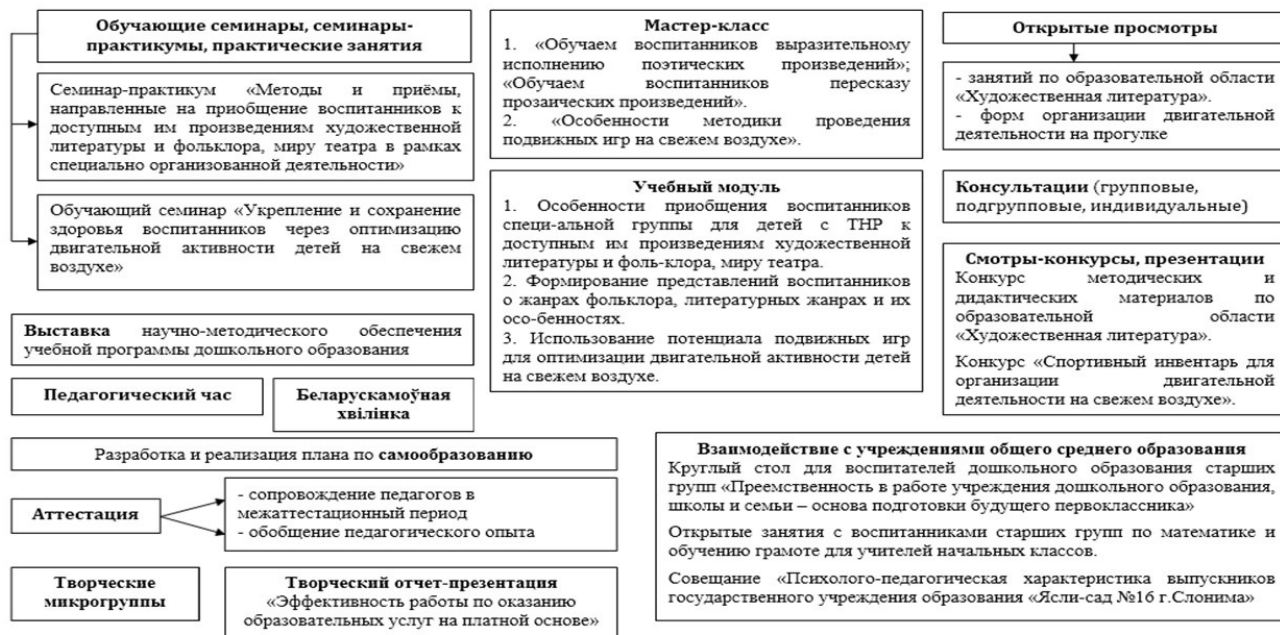 Обучающие семинары, семинары-
практикумы, практические занятия
Семинар-практикум «Методы и приёмы,
направленные на приобщение воспитанников к
доступным им произведениям художественной
литературы и фольклора, миру театра в рамках
специально организованной деятельности»
Обучающий семинар «Укрепление и сохранение
здоровья воспитанников через оптимизацию
двигательной активности детей на свежем
воздухе»
Выставка научно-методического обеспечения
учебной программы дошкольного образования
Педагогический час
Беларускамоўная
хвілінка
Разработка и реализация плана по самообразованию
Аттестация
- сопровождение педагогов в
межаттестационный период
- обобщение педагогического опыта
Творческие
микрогруппы
Творческий отчет-презентация
«Эффективность работы по оказанию
образовательных услуг на платной основе»
Мастер-класс
1. «Обучаем воспитанников выразительному
исполнению поэтических произведений»;
«Обучаем воспитанников пересказу
прозаических произведений».
2. «Особенности методики проведения
подвижных игр на свежем воздухе».
Учебный модуль
1. Особенности приобщения воспитанников
специ-альной группы для детей с ТНР к
доступным им произведениям художественной
литературы и фоль-клора, миру театра.
2. Формирование представлений воспитанников
о жанрах фольклора, литературных жанрах и их
осо-бенностях.
3. Использование потенциала подвижных игр
для оптимизации двигательной активности детей
на свежем воздухе.
Открытые просмотры
- занятий по образовательной области
«Художественная литература».
- форм организации двигательной
деятельности на прогулке
Консультации (групповые,
подгрупповые, индивидуальные)
Смотры-конкурсы, презентации
Конкурс методических и
дидактических материалов по
образовательной области
«Художественная литература».
Конкурс «Спортивный инвентарь для
организации двигательной
деятельности на свежем воздухе».
Взаимодействие с учреждениями общего среднего образования
Круглый стол для воспитателей дошкольного образования старших
групп «Преемственность в работе учреждения дошкольного образования,
школы и семьи – основа подготовки будущего первоклассника»
Открытые занятия с воспитанниками старших групп по математике и
обучению грамоте для учителей начальных классов.
Совещание «Психолого-педагогическая характеристика выпускников
государственного учреждения образования «Ясли-сад №16 г.Слонима»